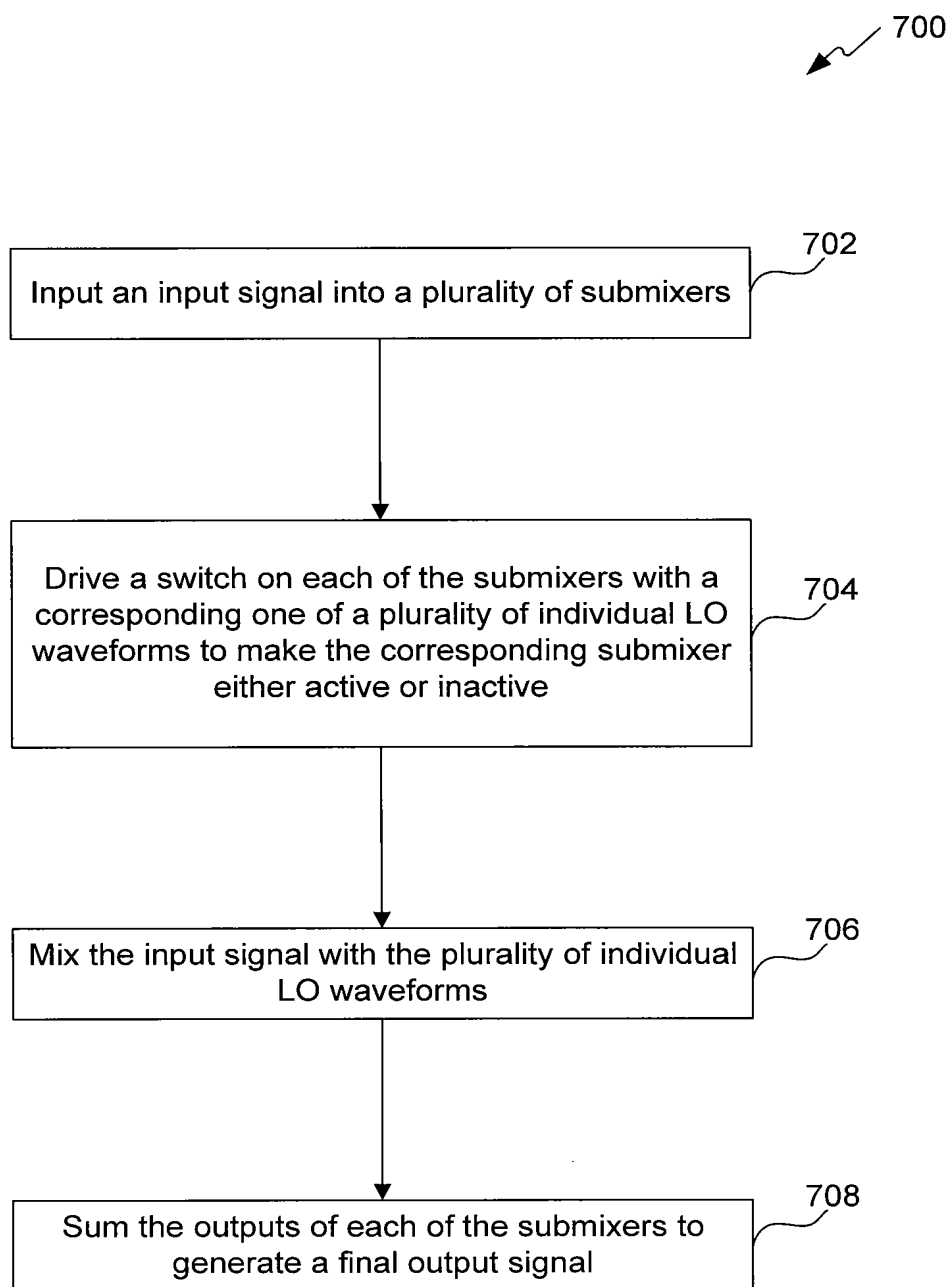 700
702
Input an input signal into a plurality of submixers
Drive a switch on each of the submixers with a
corresponding one of a plurality of individual LO
waveforms to make the corresponding submixer
either active or inactive
704
706
Mix the input signal with the plurality of individual
LO waveforms
708
Sum the outputs of each of the submixers to
generate a final output signal